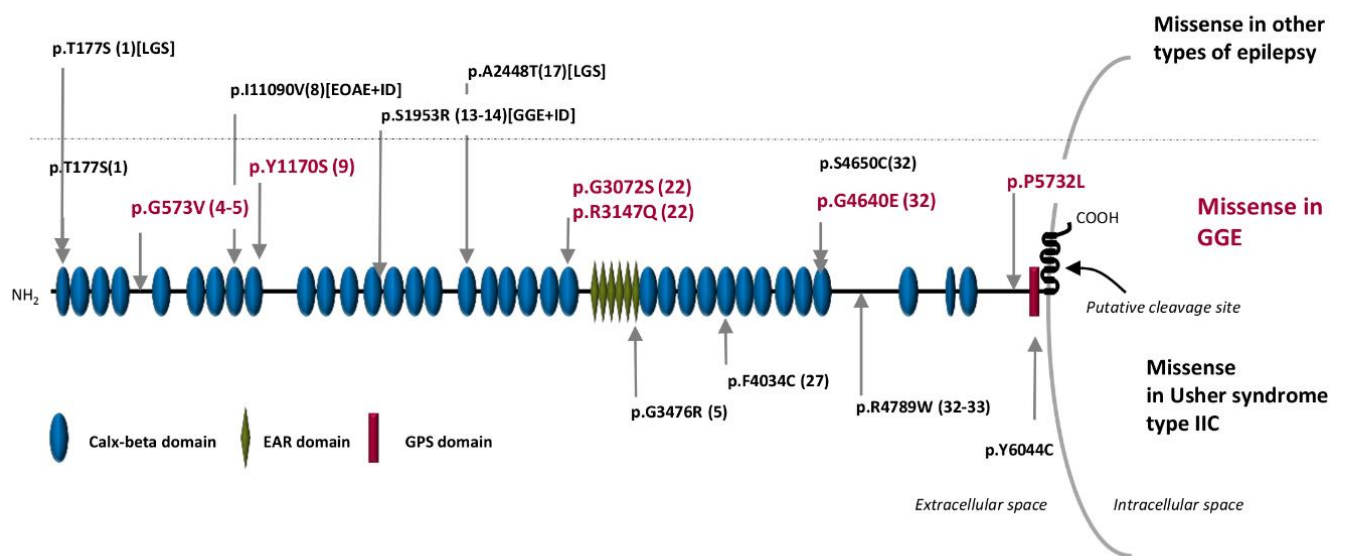 Missense in other
types of epilepsy
p.T177S (1)[LGS]
p.A2448T(17)[LGS]
p.I11090V(8)[EOAE+ID]
p.S1953R (13-14)[GGE+ID]
p.T177S(1)
p.Y1170S (9)
p.S4650C(32)
p.G3072S (22)
p.R3147Q (22)
p.P5732L
p.G573V (4-5)
p.G4640E (32)
Missense in
GGE
COOH
NH2
Putative cleavage site
Missense
in Usher syndrome
type IIC
p.F4034C (27)
p.G3476R (5)
p.R4789W (32-33)
p.Y6044C
Calx-beta domain
EAR domain
GPS domain
Extracellular space
Intracellular space